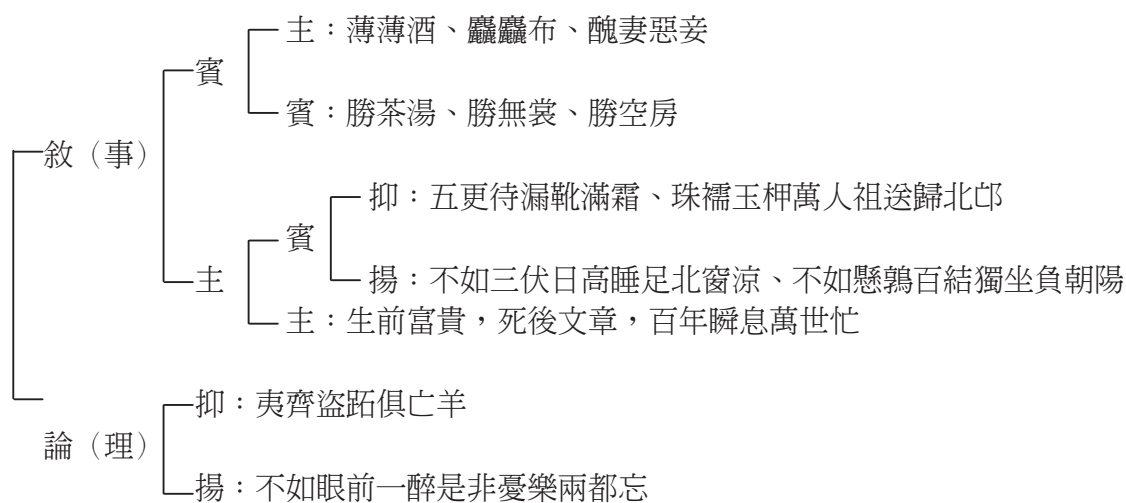 主：薄薄酒、麤麤布、醜妻惡妾
賓
賓：勝茶湯、勝無裳、勝空房
敘（事）
抑：五更待漏靴滿霜、珠襦玉柙萬人祖送歸北邙
賓
主
揚：不如三伏日高睡足北窗涼、不如懸鶉百結獨坐負朝陽
主：生前富貴，死後文章，百年瞬息萬世忙
抑：夷齊盜跖俱亡羊
論（理）
揚：不如眼前一醉是非憂樂兩都忘